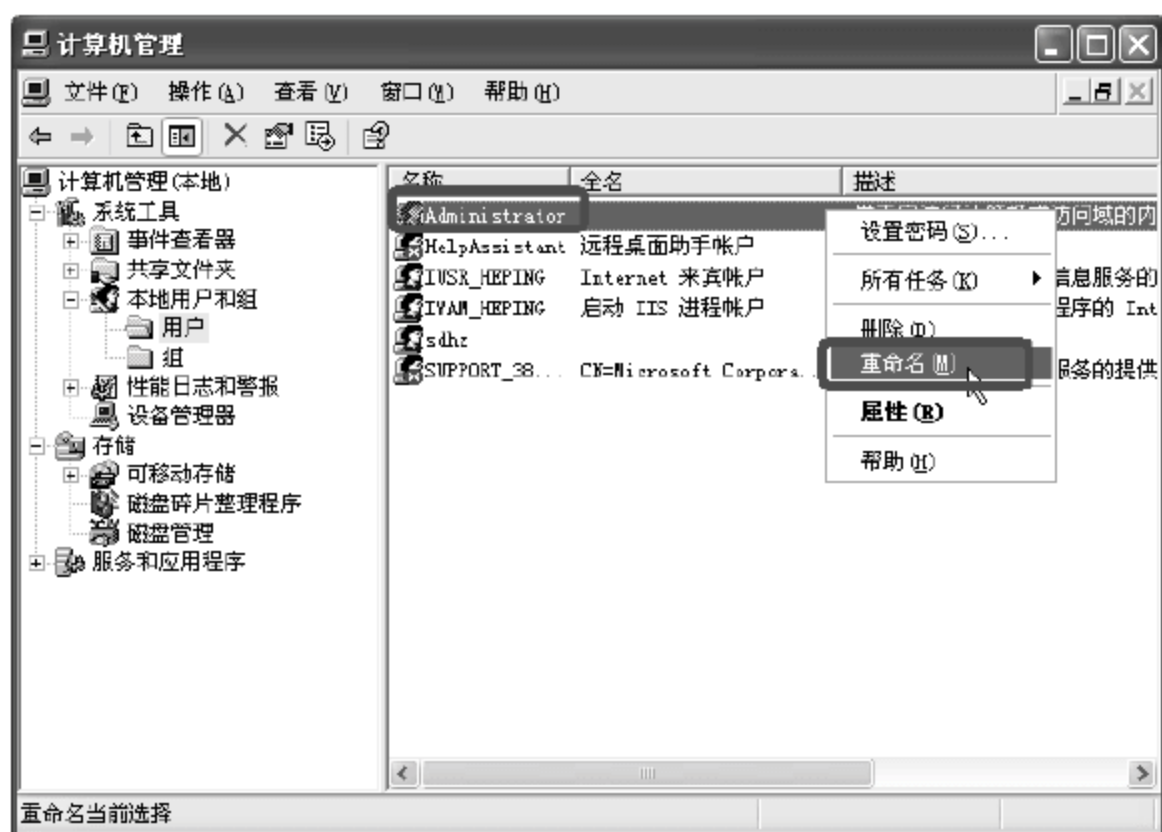 计算机管理
文件(F) 操作(A) 查看(V) 窗口(W) 帮助(H)
计算机管理(本地)
系统工具
事件查看器
共享文件夹
本地用户和组
用户
组
性能日志和警报
设备管理器
存储
可移动存储
磁盘碎片整理程序
磁盘管理
服务和应用程序
名称 全名 描述
Administrator 访问域的内
HelpAssistant 远程桌面助手帐户
IUSR_HEPING Internet 来宾帐户 信息服务的
IWAM_HEPING 启动 IIS 进程帐户 程序的 Int
sdhz
SUPPORT_38... CN=Microsoft Corpora... 服务的提供
设置密码(S)...
所有任务(K)
删除(D)
重命名(M)
属性(R)
帮助(H)
重命名当前选择